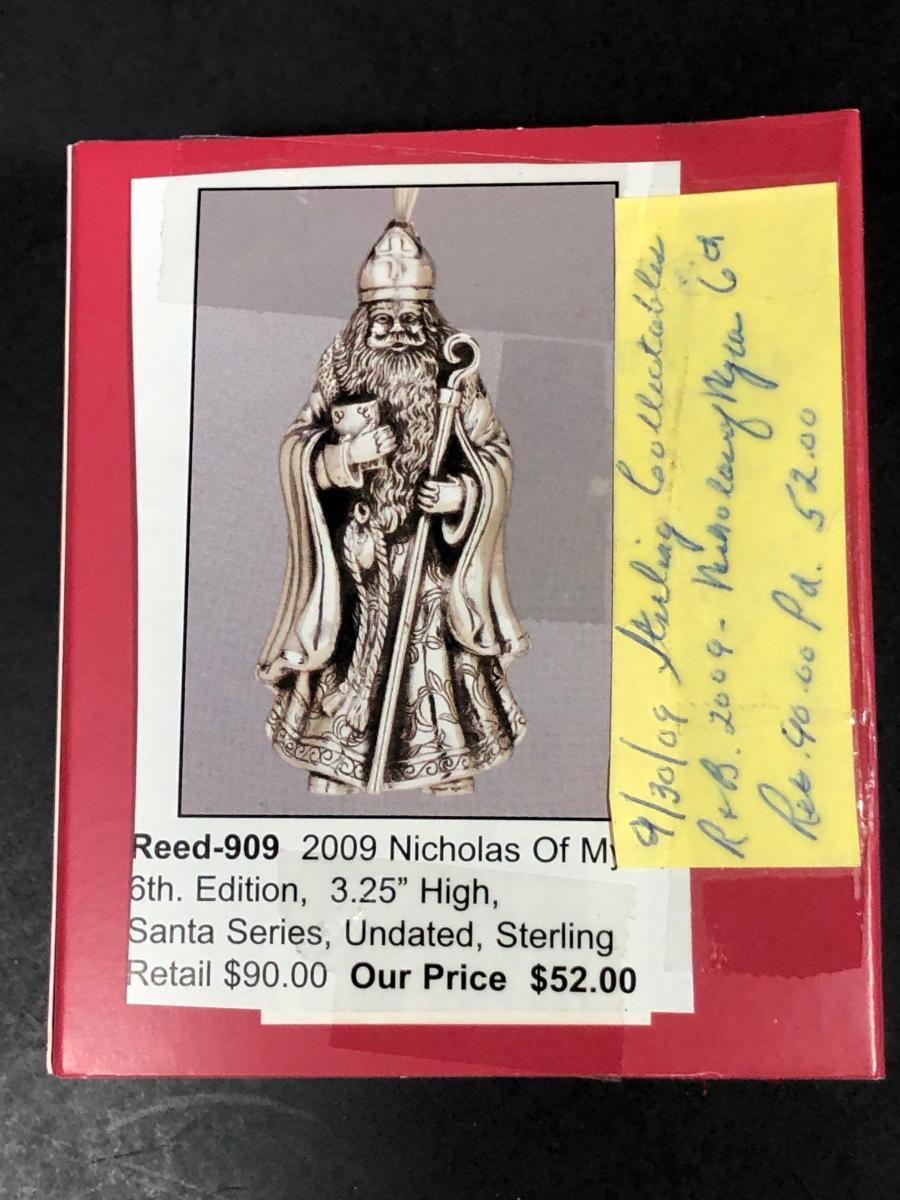 Reed-909 2009 Nicholas Of My
6th. Edition, 3.25” High,
Santa Series, Undated, Sterling
Retail $90.00 Our Price $52.00
9/30/09 Sterling Collectables
R&B. 2009 - Nicholas Myra 6th
Ret. 90.00 Pd. 52.00